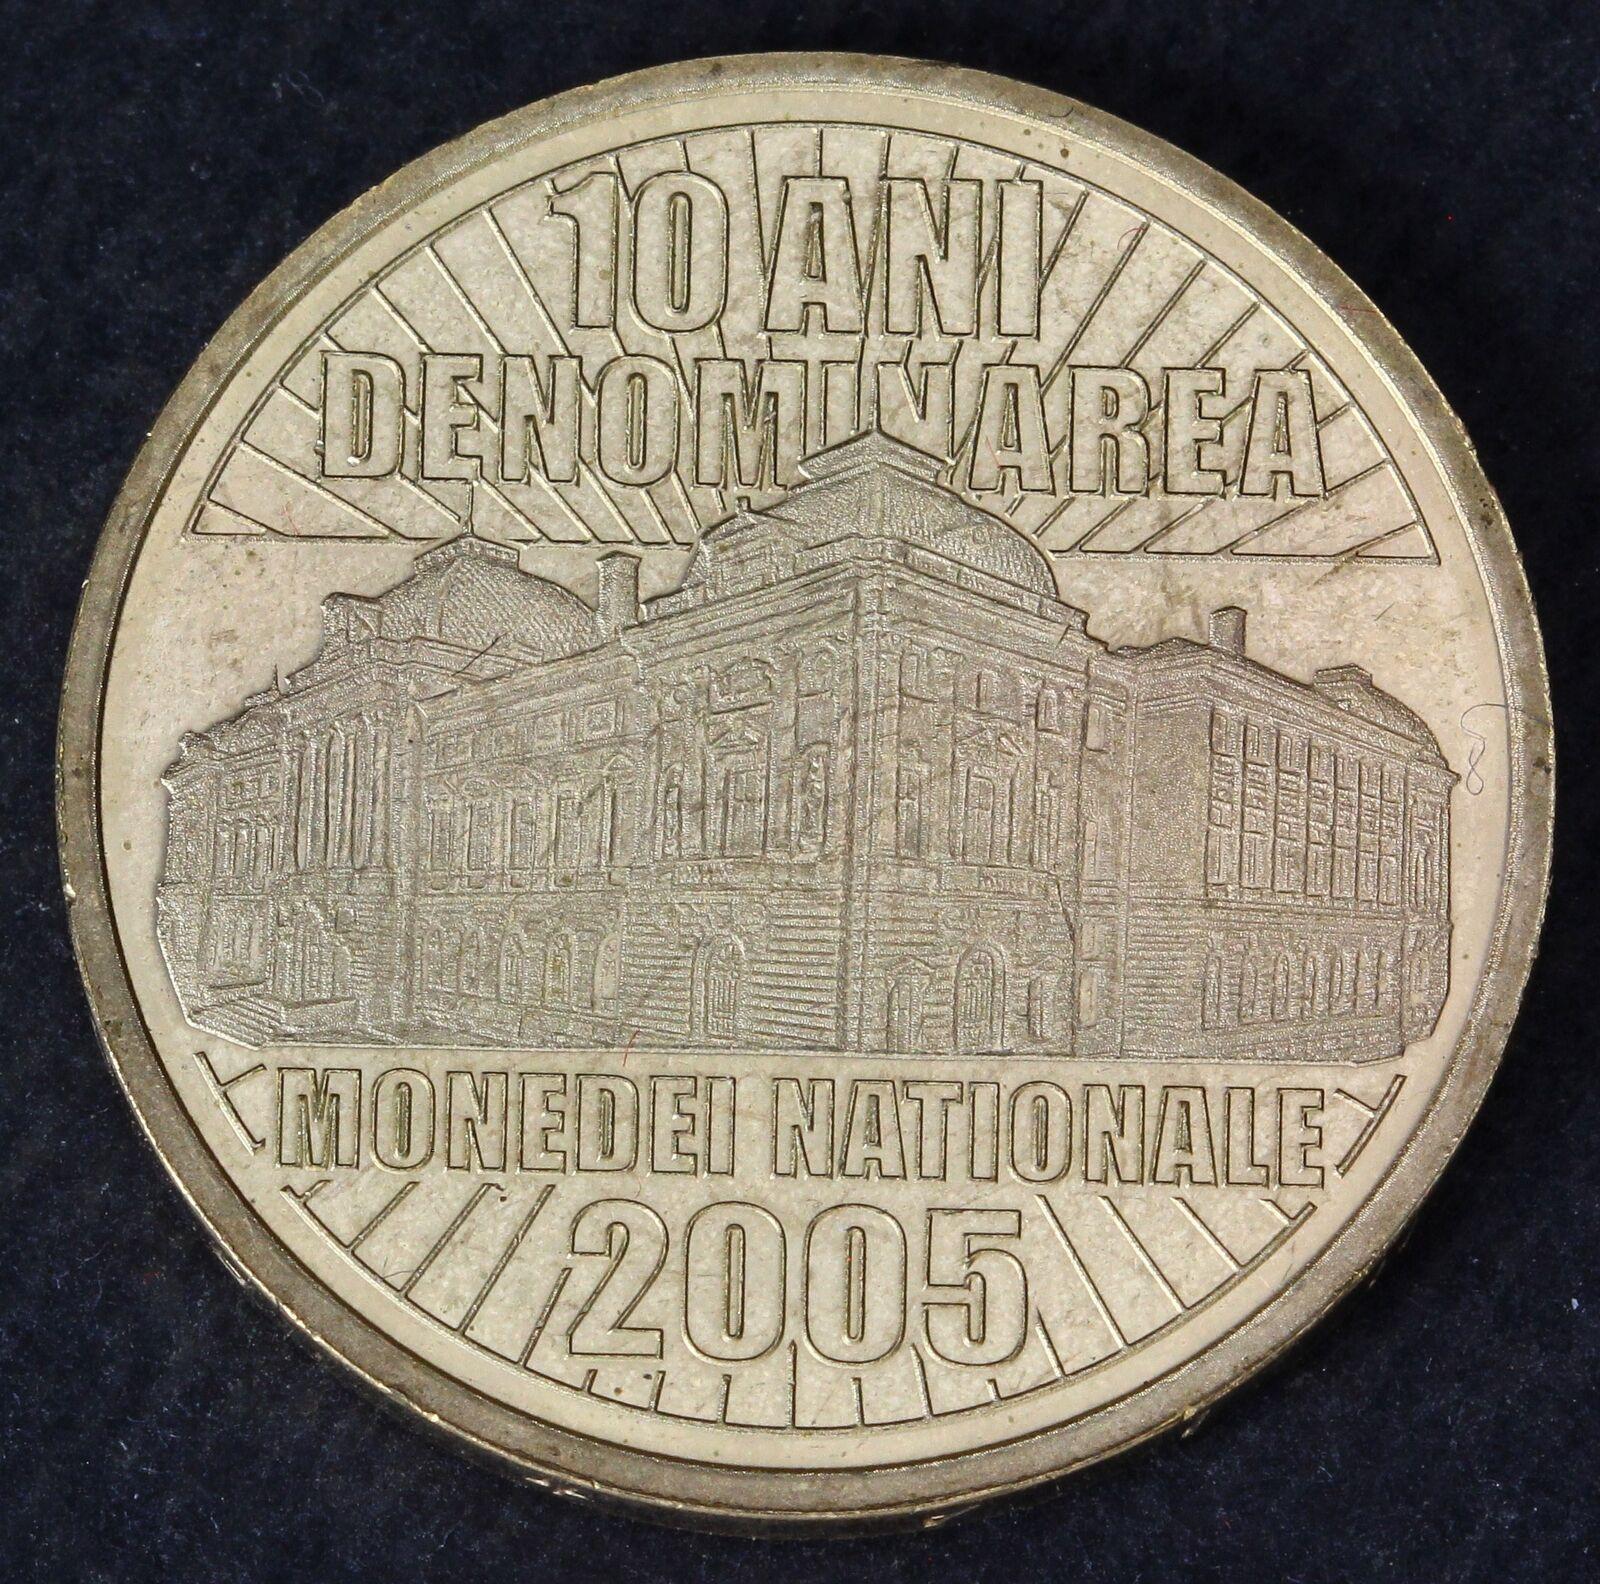 10 ANI
DENOMINAREA
MONEDEI NATIONALE
2005